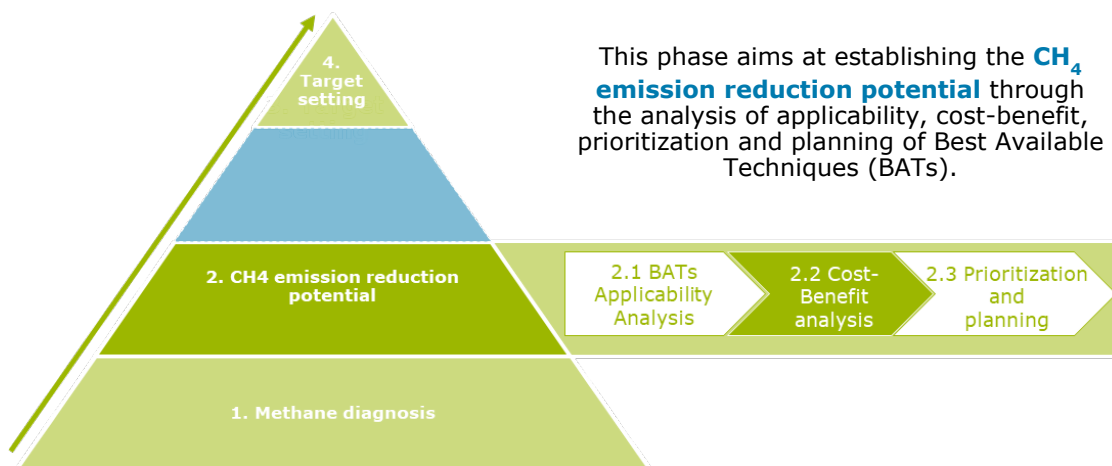 4.
Target
setting
This phase aims at establishing the CH4
emission reduction potential through
the analysis of applicability, cost-benefit,
prioritization and planning of Best Available
Techniques (BATs).
2. CH4 emission reduction
potential
2.1 BATs
Applicability
Analysis
2.2 Cost-
Benefit
analysis
2.3 Prioritization
and
planning
1. Methane diagnosis